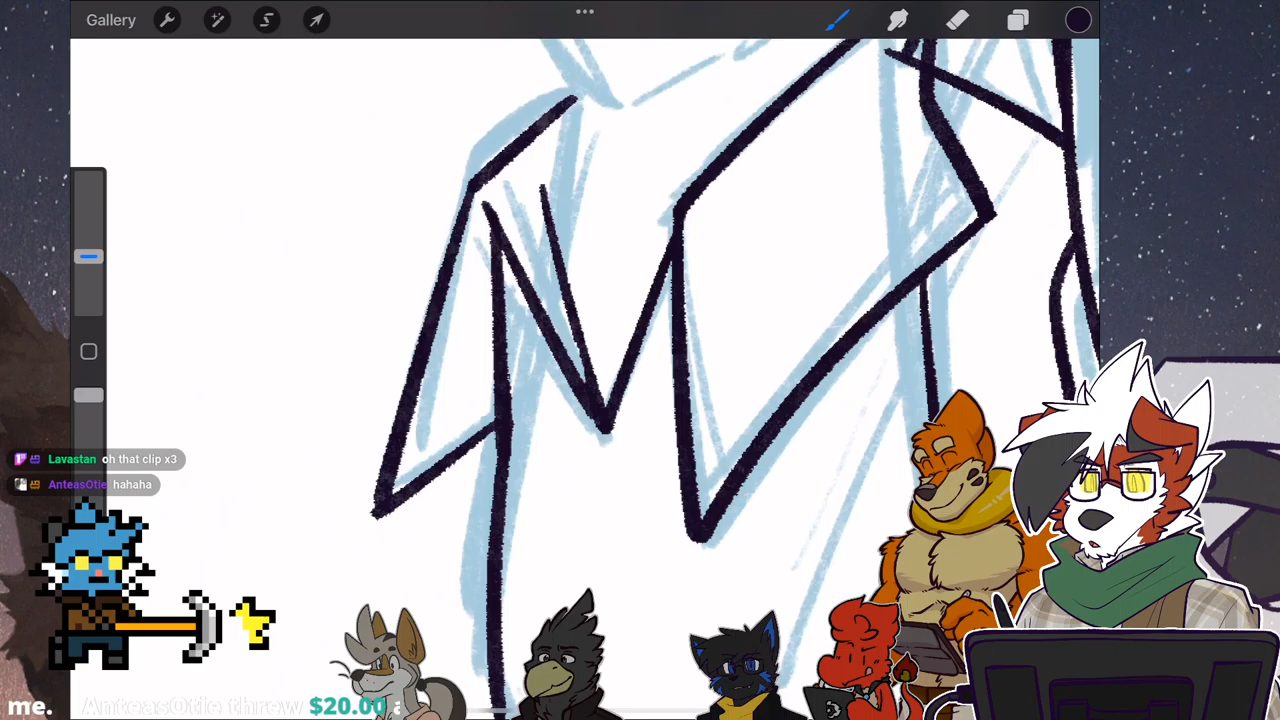 Gallery
Lavastan oh that clip x3
AnteasOtie hahaha
me. AnteasOtie threw $20.00 a